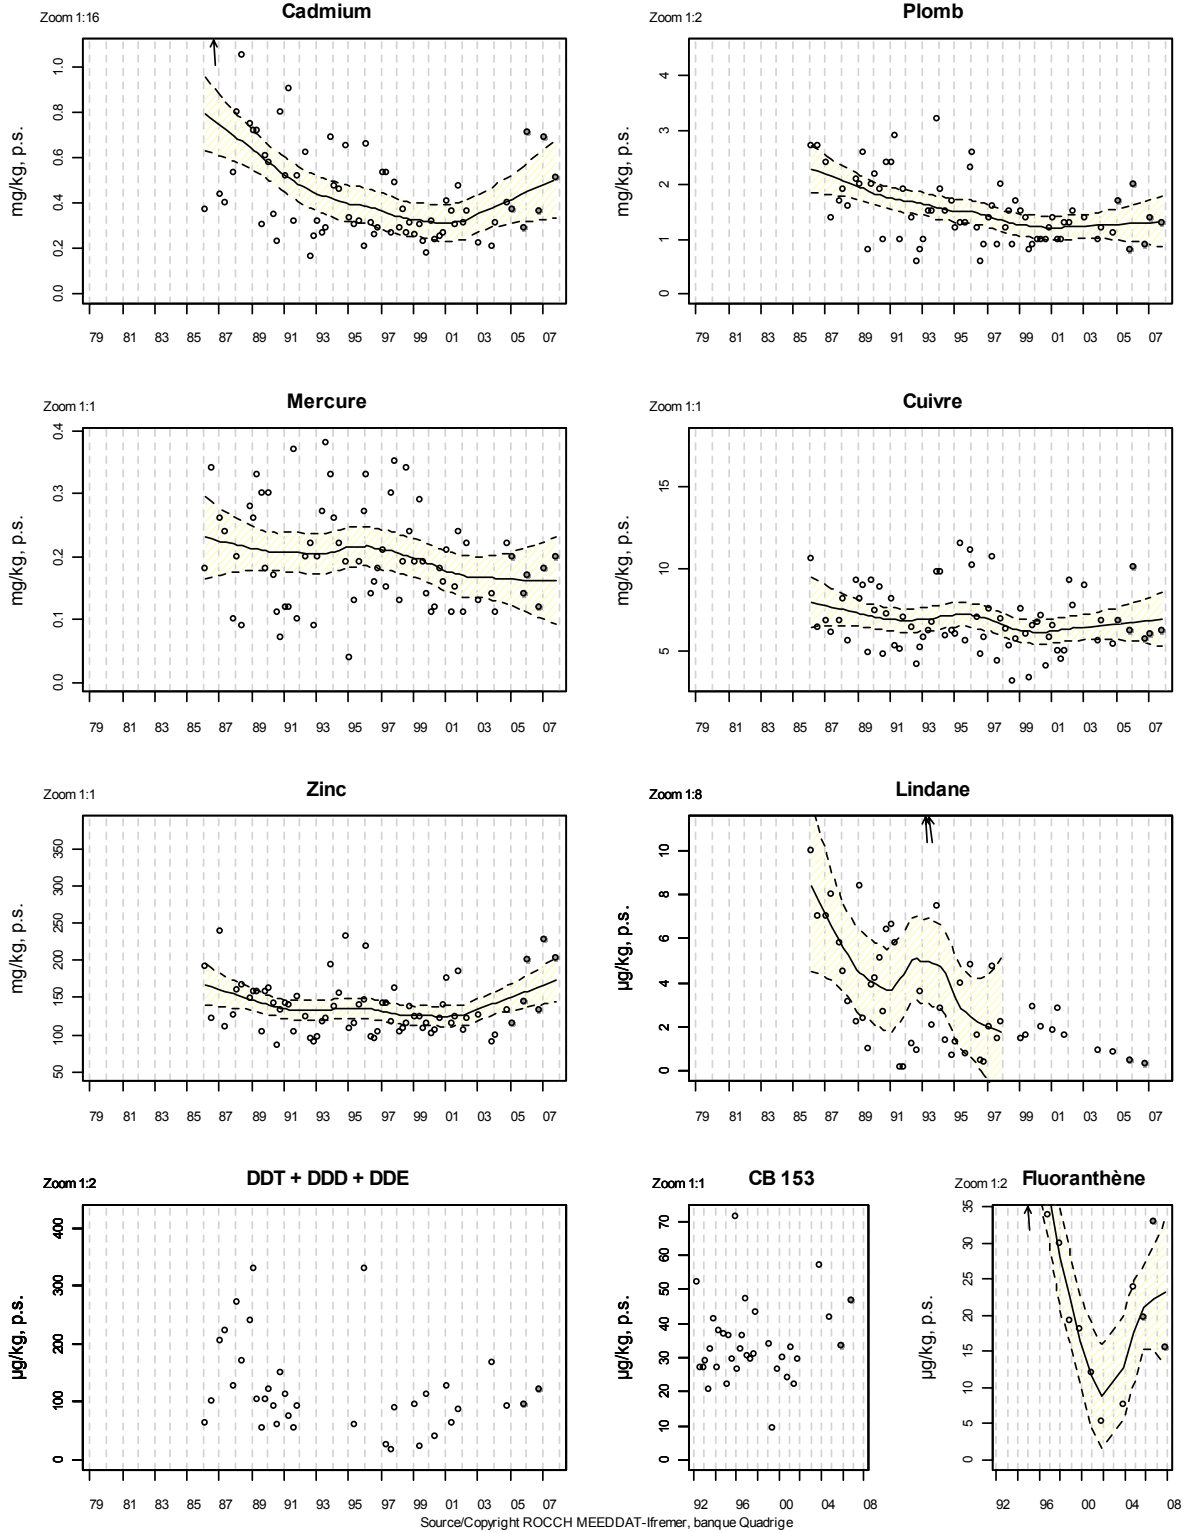 Zoom 1:16 Cadmium
mg/kg, p.s.
0.0 0.2 0.4 0.6 0.8 1.0
79 81 83 85 87 89 91 93 95 97 99 01 03 05 07
Zoom 1:2 Plomb
mg/kg, p.s.
0 1 2 3 4
79 81 83 85 87 89 91 93 95 97 99 01 03 05 07
Zoom 1:1 Mercure
mg/kg, p.s.
0.0 0.1 0.2 0.3 0.4
79 81 83 85 87 89 91 93 95 97 99 01 03 05 07
Zoom 1:1 Cuivre
mg/kg, p.s.
5 10 15
79 81 83 85 87 89 91 93 95 97 99 01 03 05 07
Zoom 1:1 Zinc
mg/kg, p.s.
50 100 150 200 250 300 350
79 81 83 85 87 89 91 93 95 97 99 01 03 05 07
Zoom 1:8 Lindane
µg/kg, p.s.
0 2 4 6 8 10
79 81 83 85 87 89 91 93 95 97 99 01 03 05 07
Zoom 1:2 DDT + DDD + DDE
µg/kg, p.s.
0 100 200 300 400
79 81 83 85 87 89 91 93 95 97 99 01 03 05 07
Zoom 1:1 CB 153
µg/kg, p.s.
0 10 20 30 40 50 60 70
92 96 00 04 08
Zoom 1:2 Fluoranthène
µg/kg, p.s.
0 5 10 15 20 25 30 35
92 96 00 04 08
Source/Copyright ROCCH MEEDDAT-Ifremer, banque Quadrige